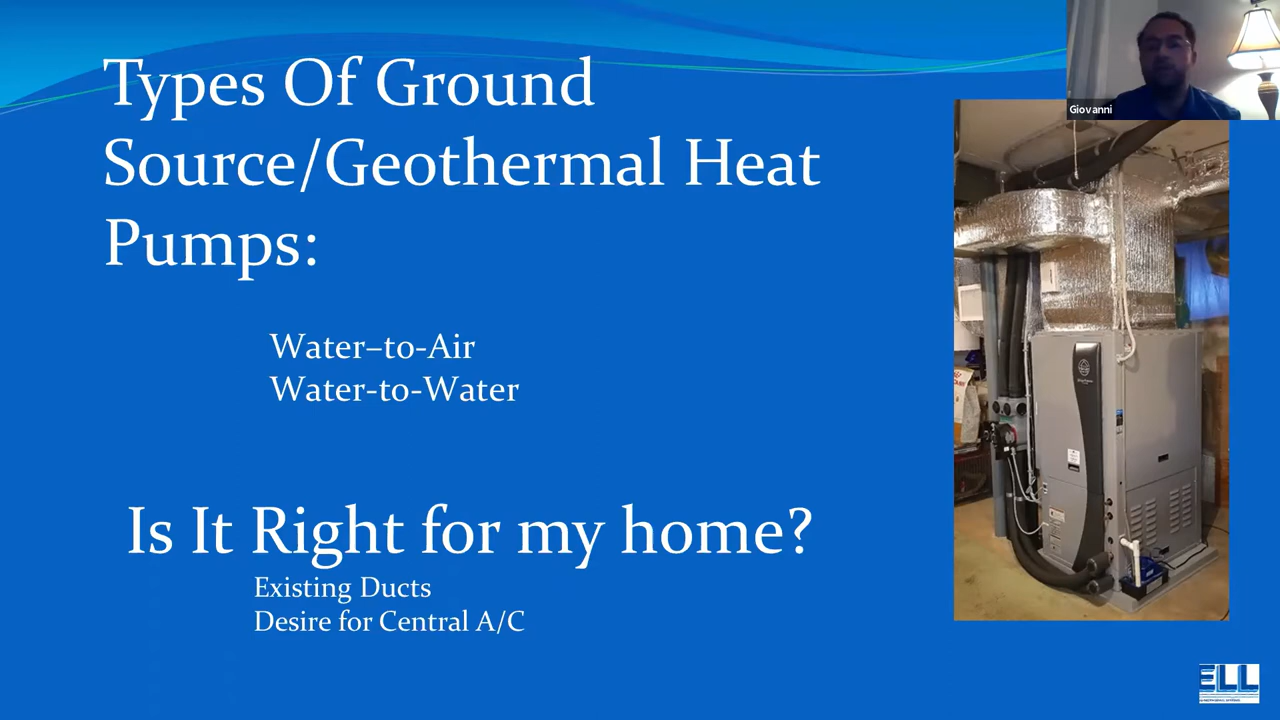 Types Of Ground
Source/Geothermal Heat
Pumps:
Giovanni
Water–to-Air
Water-to-Water
Is It Right for my home?
Existing Ducts
Desire for Central A/C
ELL